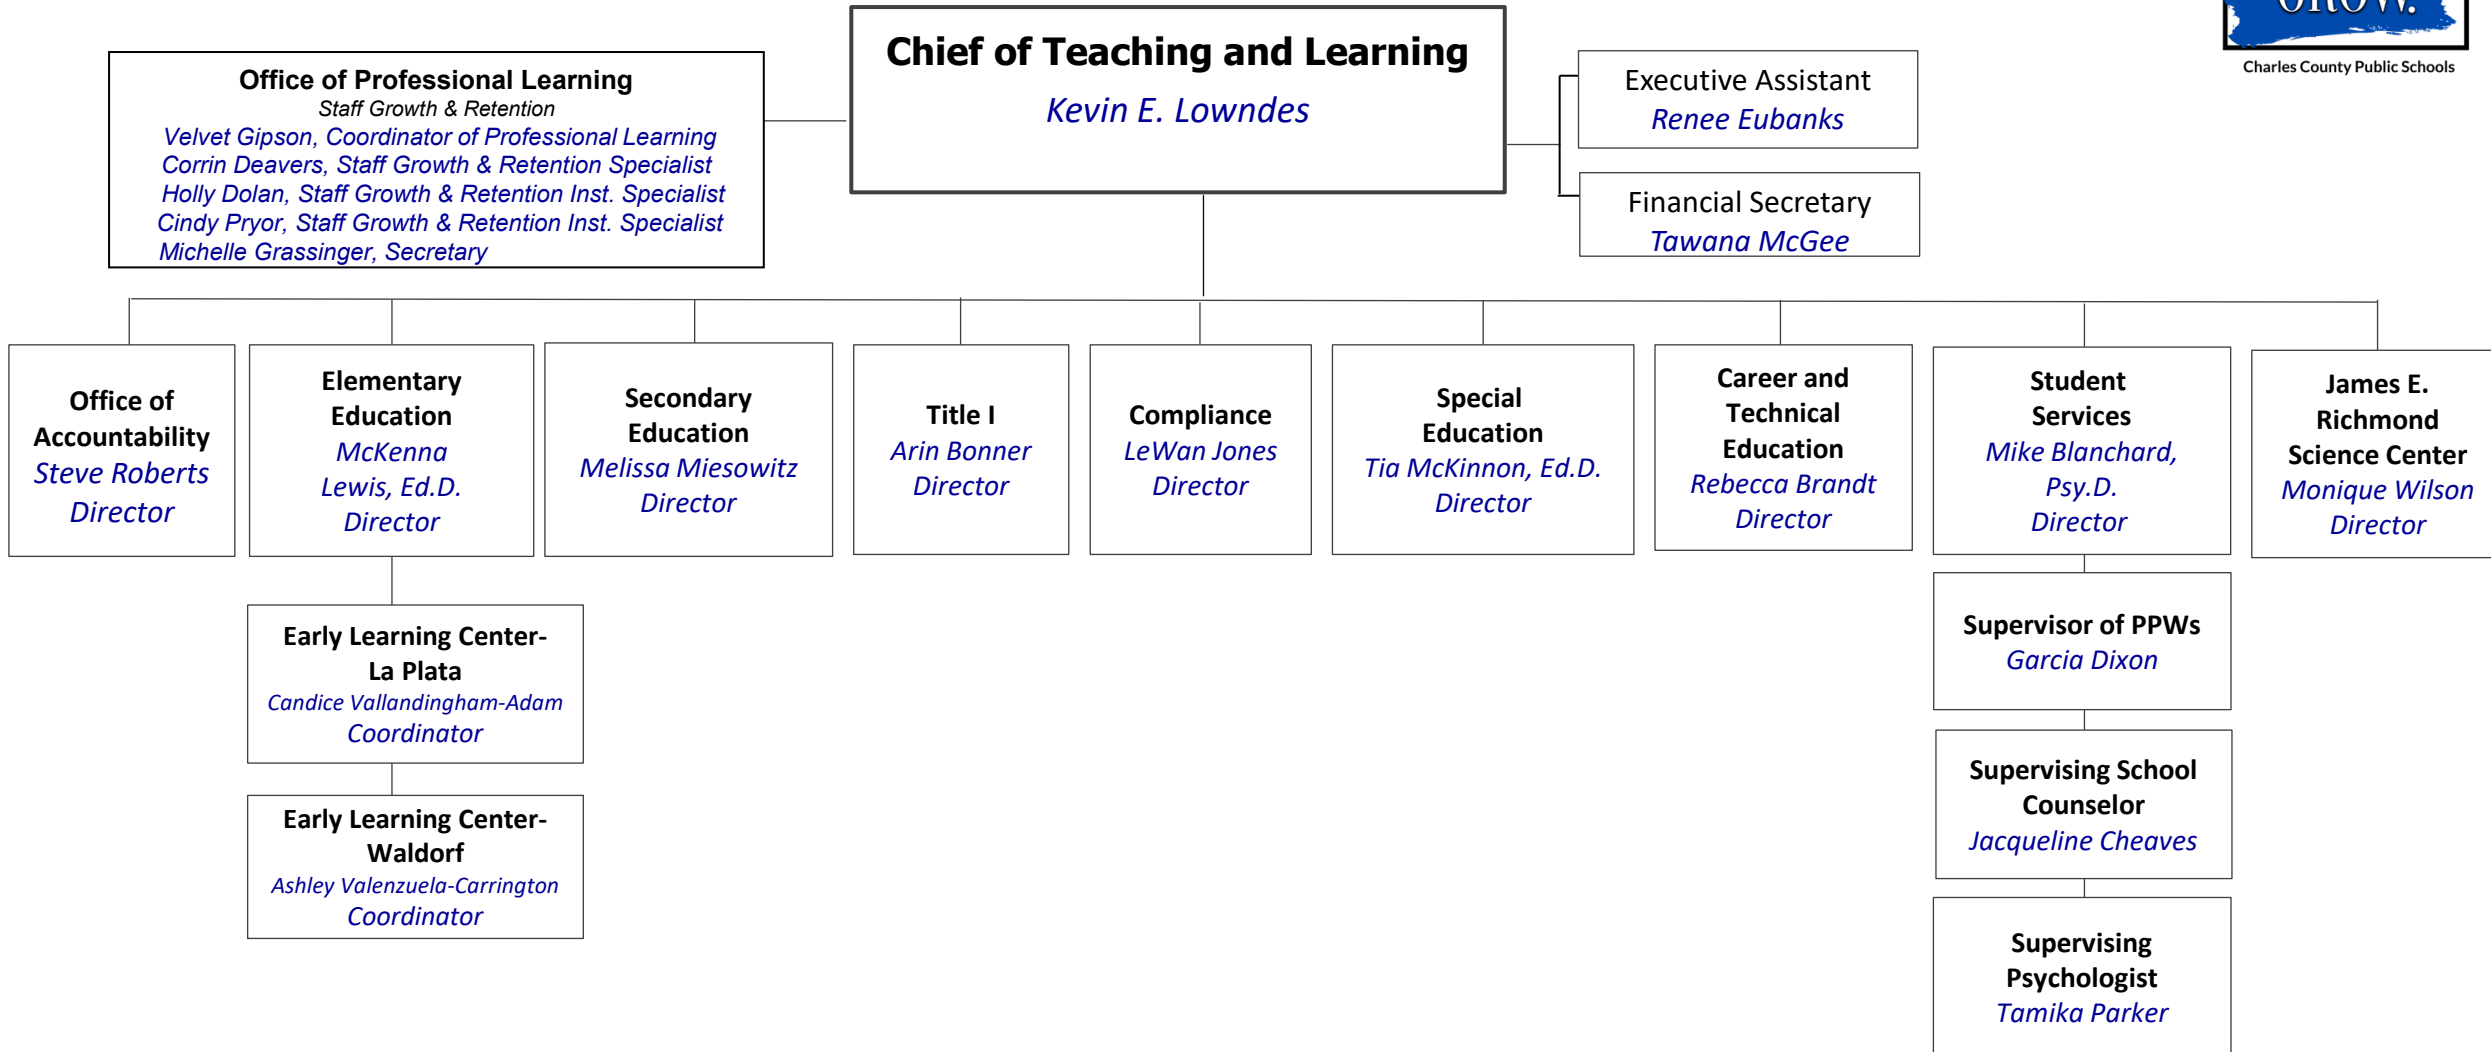 GROW.
Charles County Public Schools
Chief of Teaching and Learning
Kevin E. Lowndes
Office of Professional Learning
Staff Growth & Retention
Velvet Gipson, Coordinator of Professional Learning
Corrin Deavers, Staff Growth & Retention Specialist
Holly Dolan, Staff Growth & Retention Inst. Specialist
Cindy Pryor, Staff Growth & Retention Inst. Specialist
Michelle Grassinger, Secretary
Executive Assistant
Renee Eubanks
Financial Secretary
Tawana McGee
Office of
Accountability
Steve Roberts
Director
Elementary
Education
McKenna
Lewis, Ed.D.
Director
Secondary
Education
Melissa Miesowitz
Director
Title I
Arin Bonner
Director
Compliance
LeWan Jones
Director
Special
Education
Tia McKinnon, Ed.D.
Director
Career and
Technical
Education
Rebecca Brandt
Director
Student
Services
Mike Blanchard,
Psy.D.
Director
James E.
Richmond
Science Center
Monique Wilson
Director
Early Learning Center-
La Plata
Candice Vallandingham-Adam
Coordinator
Early Learning Center-
Waldorf
Ashley Valenzuela-Carrington
Coordinator
Supervisor of PPWs
Garcia Dixon
Supervising School
Counselor
Jacqueline Cheaves
Supervising
Psychologist
Tamika Parker